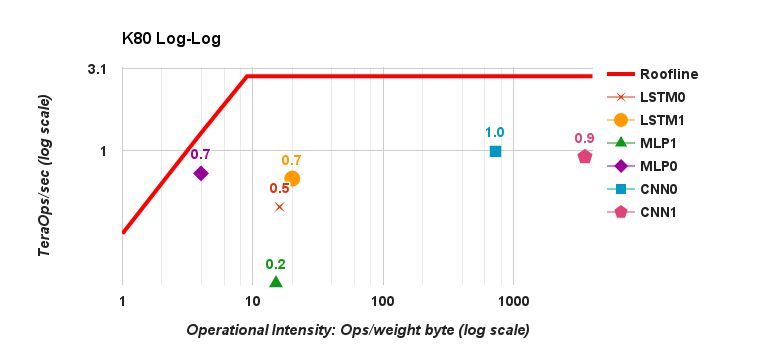 K80 Log-Log
3.1
1
TeraOps/sec (log scale)
0.7
0.5
0.7
0.2
1.0
0.9
1
10
100
1000
Operational Intensity: Ops/weight byte (log scale)
Roofline
LSTM0
LSTM1
MLP1
MLP0
CNN0
CNN1